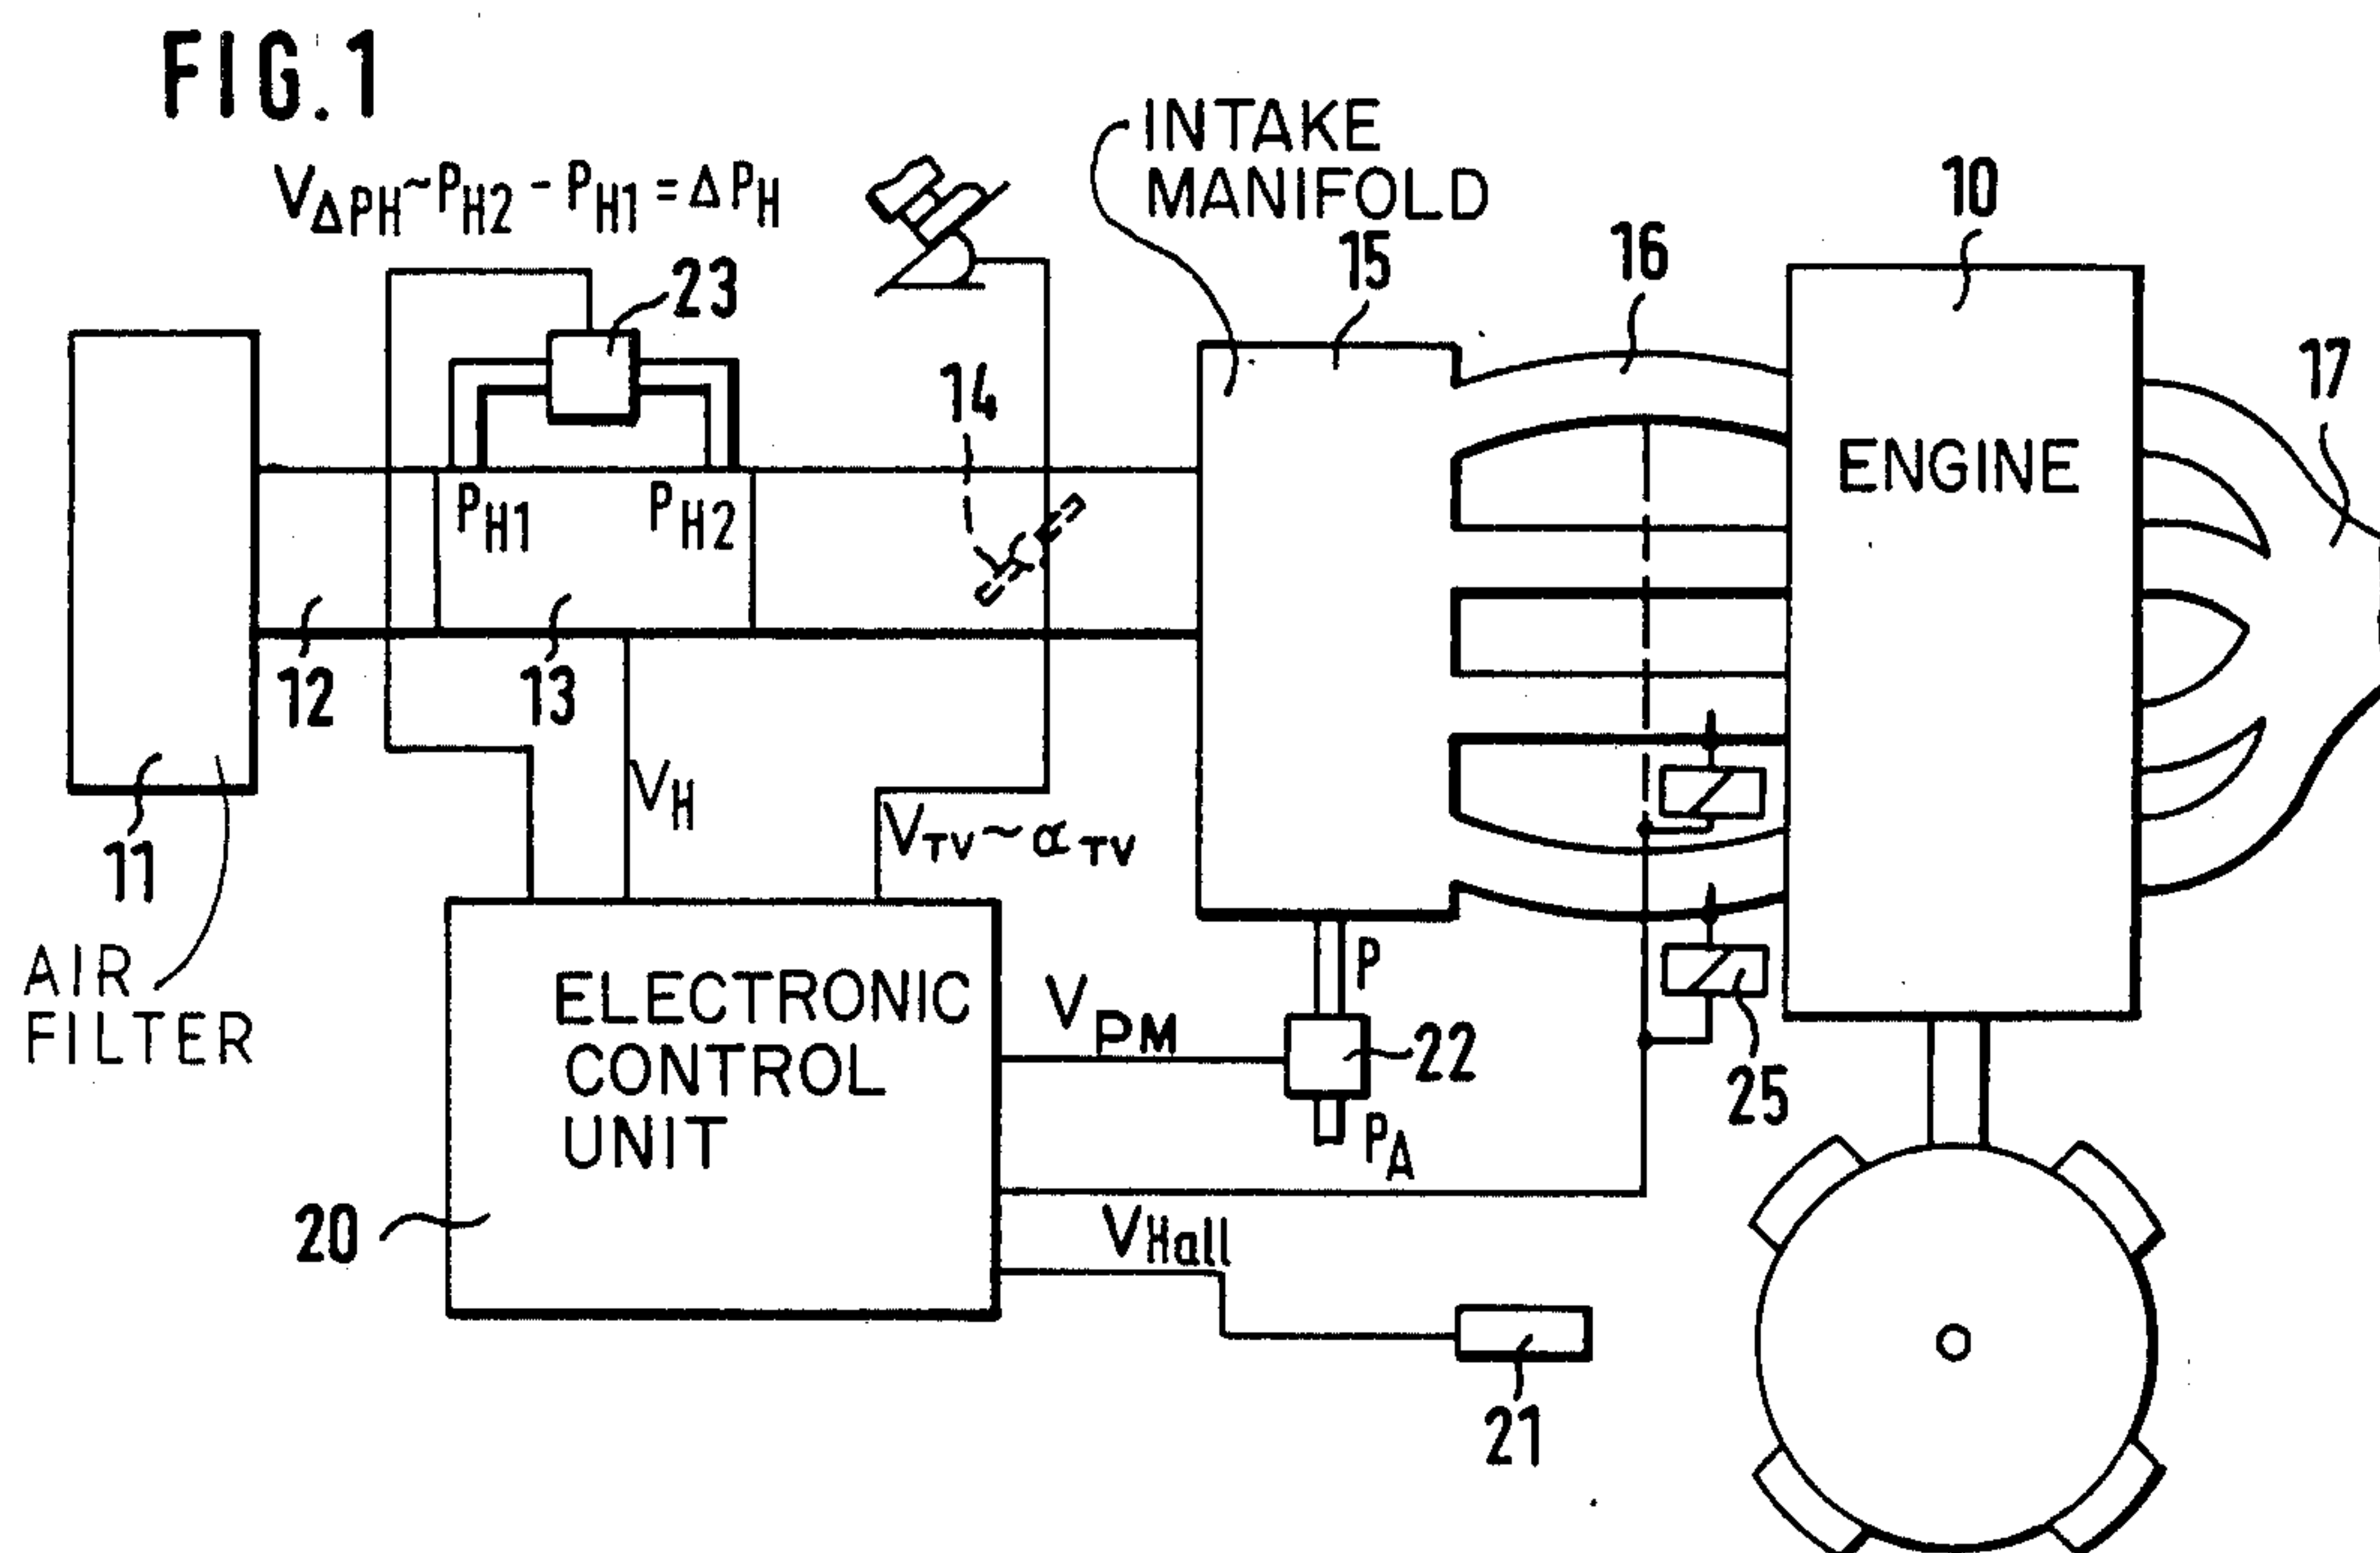 FIG.1
V ΔPH ~ PH2 - PH1 = Δ PH
INTAKE
MANIFOLD
15
10
16
23
17
14
ENGINE
PH1
PH2
12
13
VH
VTV ~ αTV
11
AIR
FILTER
ELECTRONIC
CONTROL
UNIT
P
VPM
22
25
PA
20
VHall
21